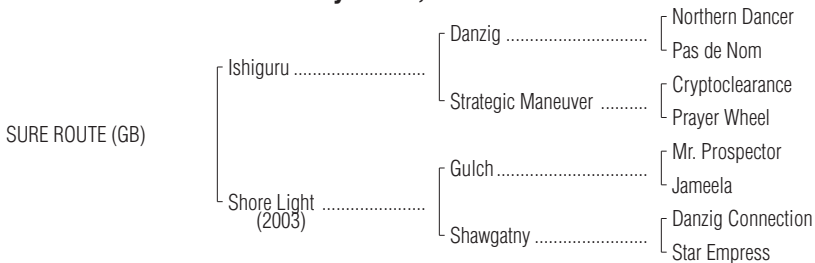 Northern Dancer
Danzig ................................
Pas de Nom
Ishiguru ...........................
Cryptoclearance
Strategic Maneuver ..........
Prayer Wheel
SURE ROUTE (GB)
Mr. Prospector
Gulch ..................................
Jameela
Shore Light .....................
(2003)
Danzig Connection
Shawgatny ..........................
Star Empress